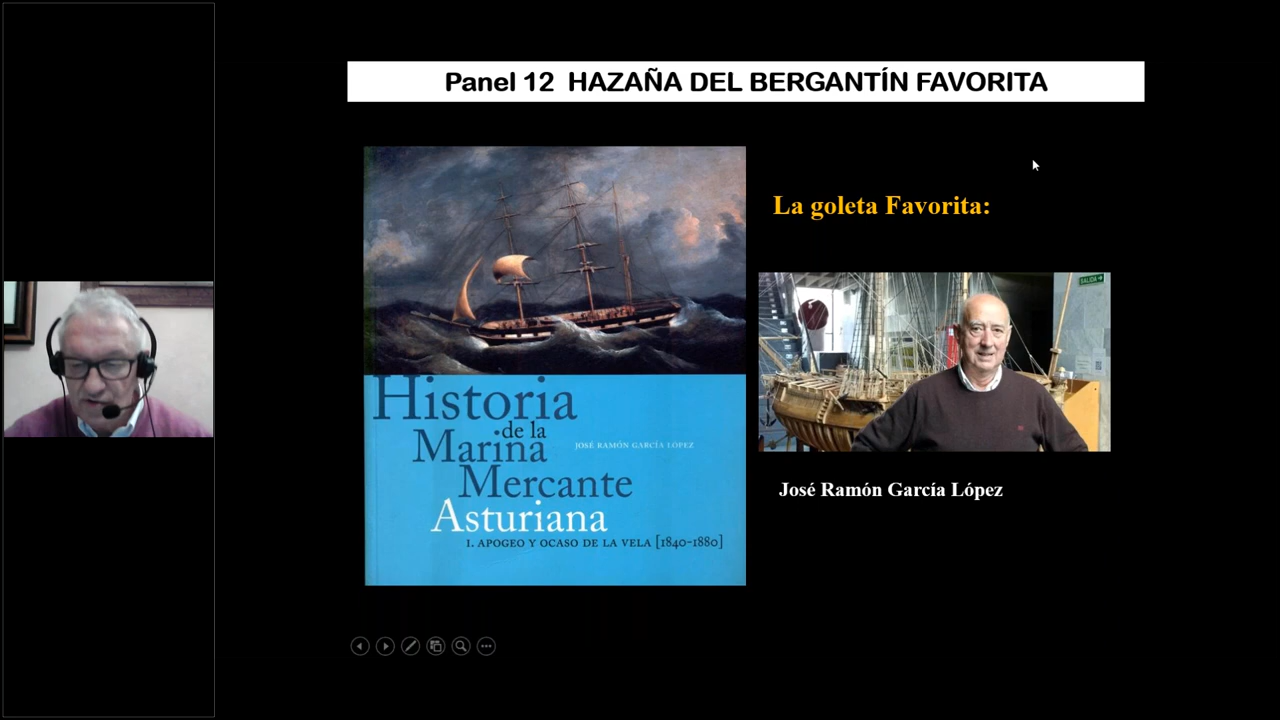 Panel 12 HAZAÑA DEL BERGANTÍN FAVORITA
La goleta Favorita:
Historia
de la
Marina
JOSÉ RAMÓN GARCÍA LÓPEZ
Mercante
Asturiana
I. APOGEO Y OCASO DE LA VELA [1840-1880]
SALIDA
José Ramón García López